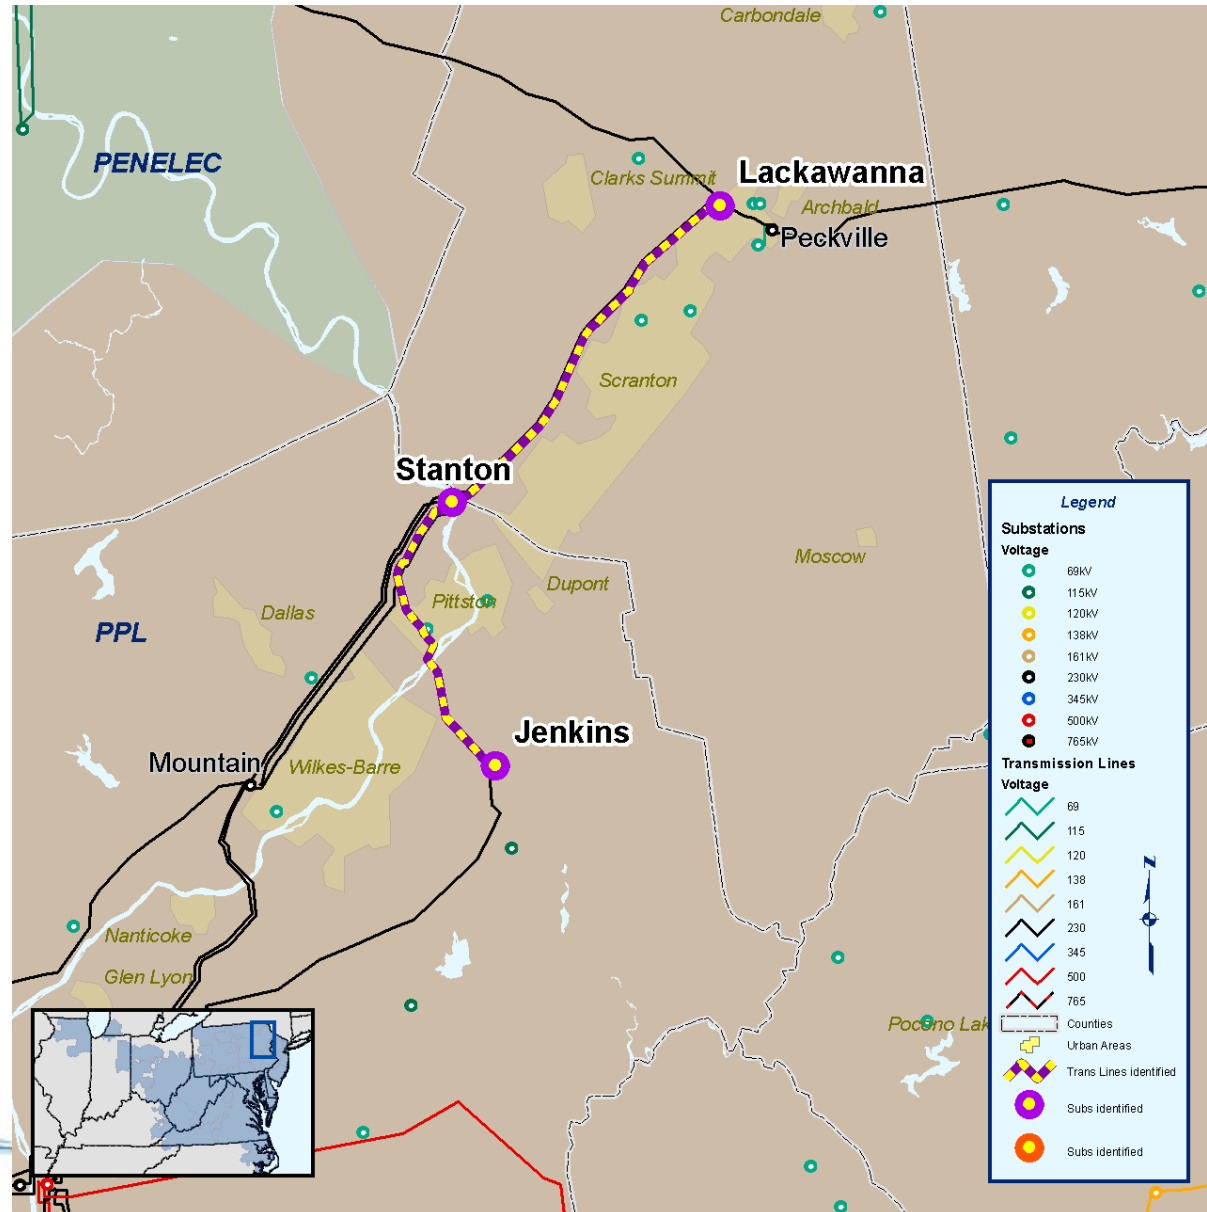 Carbondale
PENELEC
Clarks Summit
Lackawanna
Archbald
Peckville
Scranton
Stanton
Moscow
Dupont
Pittston
Dallas
PPL
Jenkins
Mountain
Wilkes-Barre
Nanticoke
Glen Lyon
Pocono Lak
Legend
Substations
Voltage
69kV
115kV
120kV
138kV
161kV
230kV
345kV
500kV
765kV
Transmission Lines
Voltage
69
115
120
138
161
230
345
500
765
Counties
Urban Areas
Trans Lines identified
Subs identified
Subs identified
N